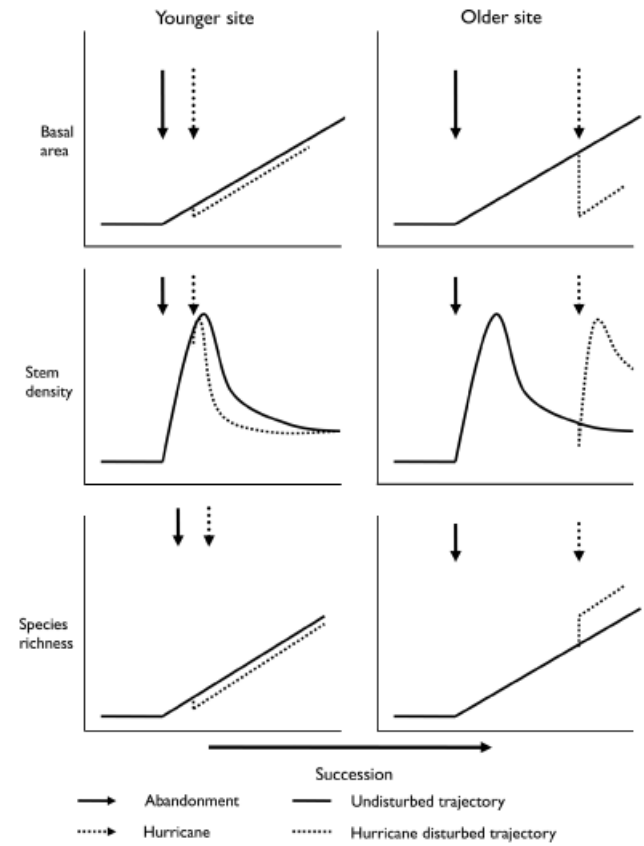 Younger site
Older site
Basal
area
Stem
density
Species
richness
Succession
Abandonment
Undisturbed trajectory
Hurricane
Hurricane disturbed trajectory